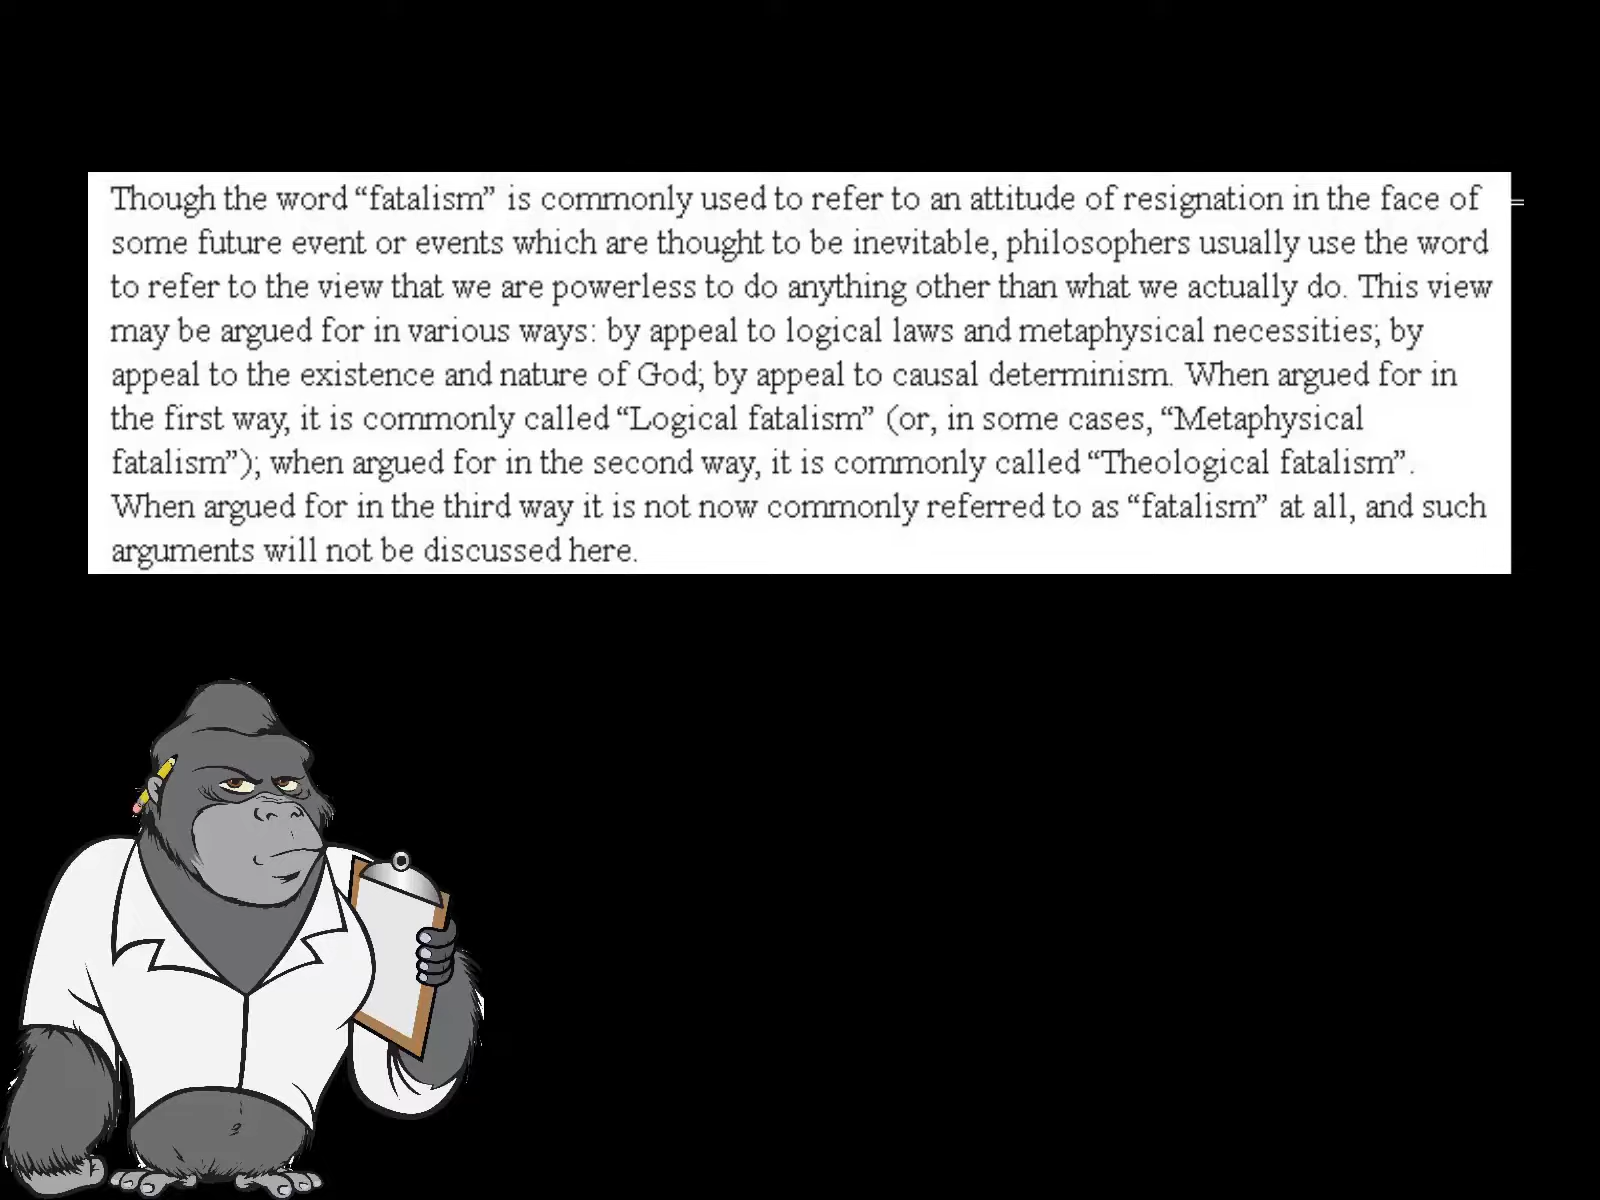 Though the word “fatalism” is commonly used to refer to an attitude of resignation in the face of
some future event or events which are thought to be inevitable, philosophers usually use the word
to refer to the view that we are powerless to do anything other than what we actually do. This view
may be argued for in various ways: by appeal to logical laws and metaphysical necessities; by
appeal to the existence and nature of God; by appeal to causal determinism. When argued for in
the first way, it is commonly called “Logical fatalism” (or, in some cases, “Metaphysical
fatalism”); when argued for in the second way, it is commonly called “Theological fatalism”.
When argued for in the third way it is not now commonly referred to as “fatalism” at all, and such
arguments will not be discussed here.